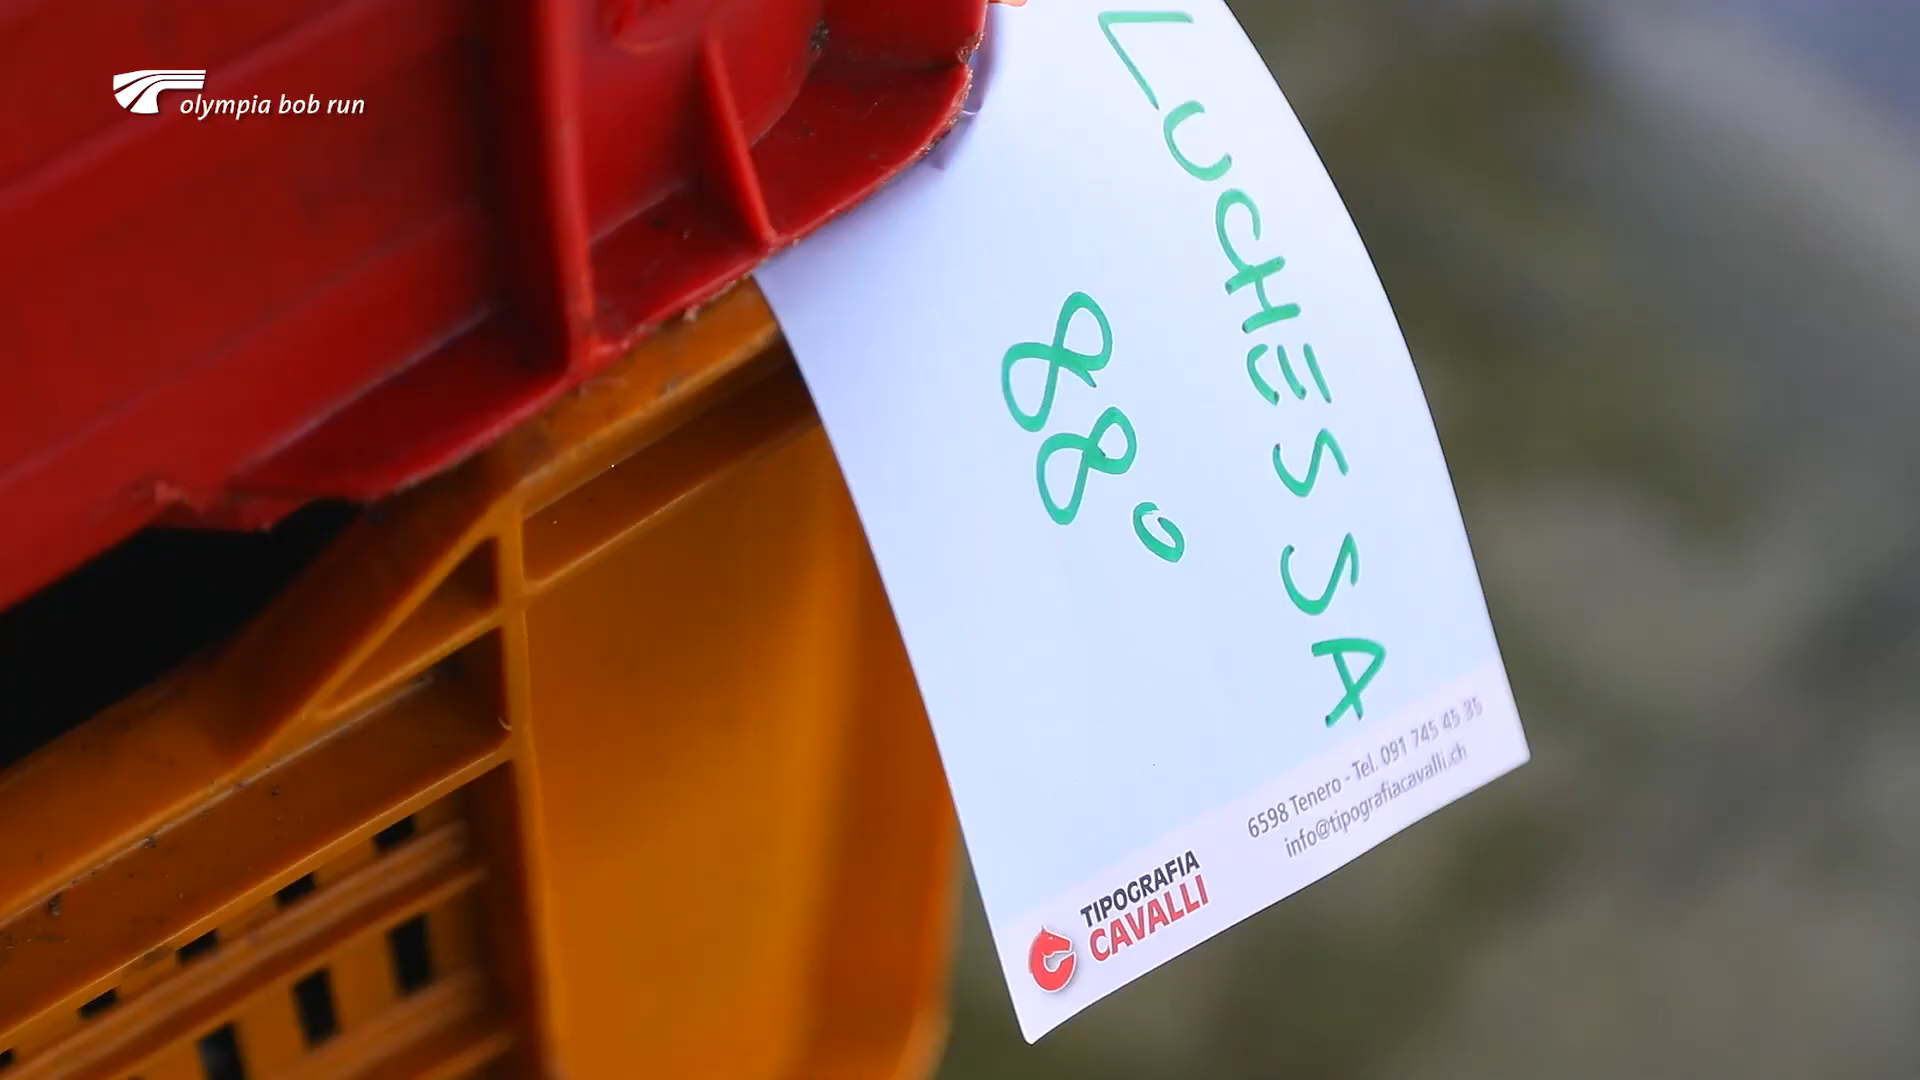 olympia bob run
LUCHESSA
88°
6598 Tenero - Tel. 091 745 45 35
info@tipografiacavalli.ch
TIPOGRAFIA
CAVALLI